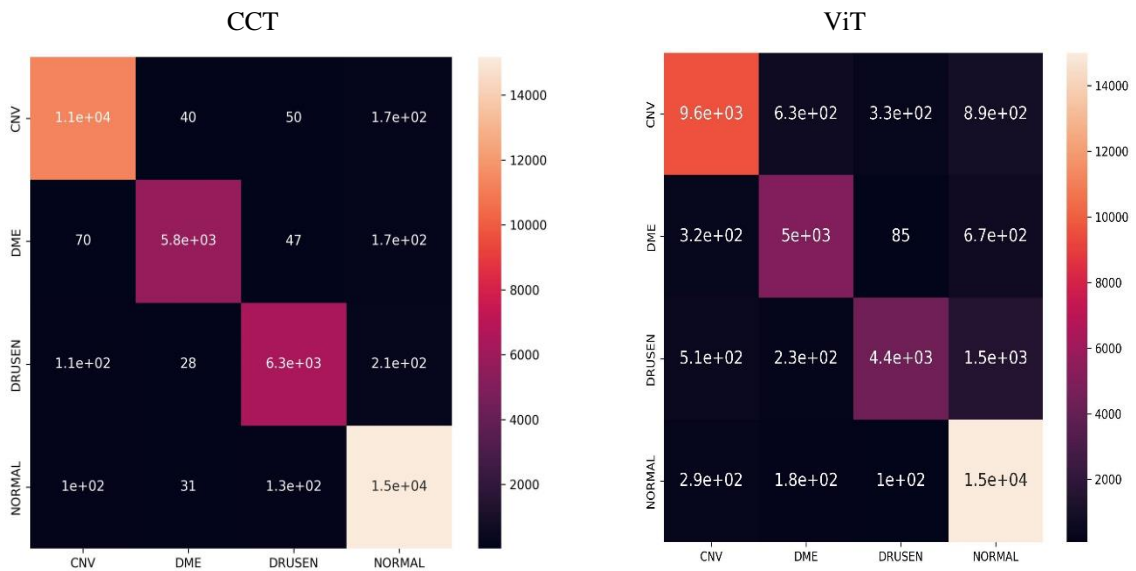 CCT
CNV 1.1e+04 40 50 1.7e+02
DME 70 5.8e+03 47 1.7e+02
DRUSEN 1.1e+02 28 6.3e+03 2.1e+02
NORMAL 1e+02 31 1.3e+02 1.5e+04
CNV DME DRUSEN NORMAL
14000
12000
10000
8000
6000
4000
2000
ViT
CNV 9.6e+03 6.3e+02 3.3e+02 8.9e+02
DME 3.2e+02 5e+03 85 6.7e+02
DRUSEN 5.1e+02 2.3e+02 4.4e+03 1.5e+03
NORMAL 2.9e+02 1.8e+02 1e+02 1.5e+04
CNV DME DRUSEN NORMAL
14000
12000
10000
8000
6000
4000
2000